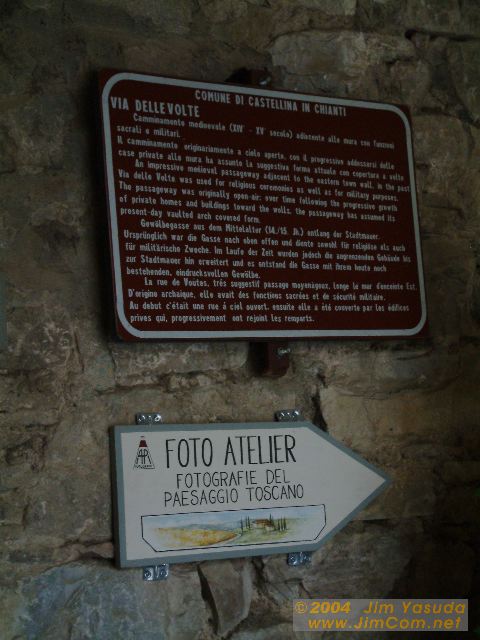 COMUNE DI CASTELLINA IN CHIANTI
VIA DELLEVOLTE
Camminamento medioevale (XIV - XV secolo) adiacente alle mura con funzioni
sacrali e militari.
Il camminamento originariamente a cielo aperto, con il progressivo addossarsi delle
case private alla mura ha assunto la suggestiva forma attuale con copertura a volta
An impressive medieval passageway adjacent to the eastern town wall. In the past
Via delle Volte was used for religious ceremonies as well as for military purposes.
The passageway was originally open-air; over time following the progressive growth
of private homes and buildings toward the walls, the passageway has assumed its
present-day vaulted arch covered form.
Gewölbegasse aus dem Mittelalter (14./15. Jh.) entlang der Stadtmauer.
Ursprünglich war die Gasse nach oben offen und diente sowohl für religiöse als auch
für militärische Zwecke. Im Laufe der Zeit wurden jedoch die angrenzenden Gebäude bis
zur Stadtmauer hin erweitert und es entstand die Gasse mit ihrem heute noch
bestehenden, eindrucksvollen Gewölbe.
La rue de Voutes, très suggestif passage moyenageux, longe le mur d'enceinte Est.
D'origine archaique, elle avait des fonctions sacrées et de sécurité militaire.
Au debut c'était une rue à ciel ouvert, ensuite elle a été couverte par les édifices
prives qui, progressivement ont rejoint les remparts.
FOTO ATELIER
FOTOGRAFIE DEL
PAESAGGIO TOSCANO
© 2004 Jim Yasuda
www.JimCom.net